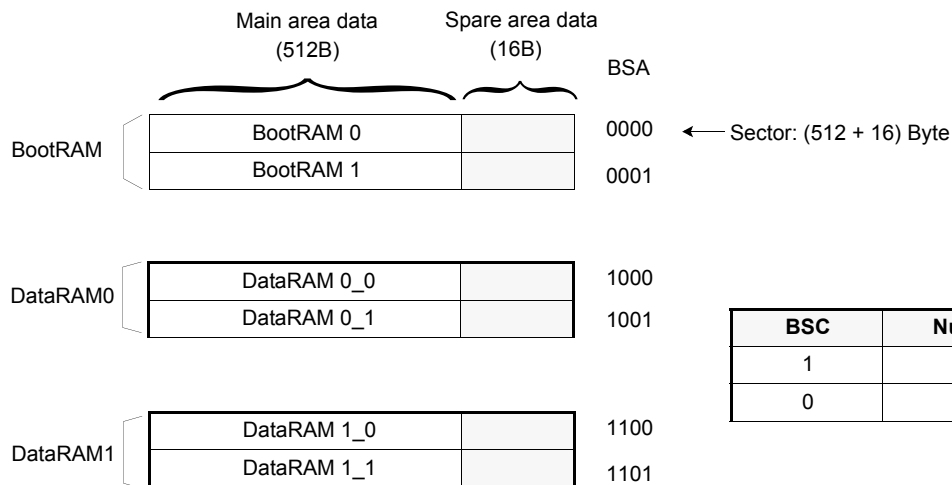 Main area data
(512B)
Spare area data
(16B)
BSA
BootRAM
BootRAM 0
0000
Sector: (512 + 16) Byte
BootRAM 1
0001
DataRAM0
DataRAM 0_0
1000
DataRAM 0_1
1001
BSC
1
0
DataRAM1
DataRAM 1_0
1100
DataRAM 1_1
1101